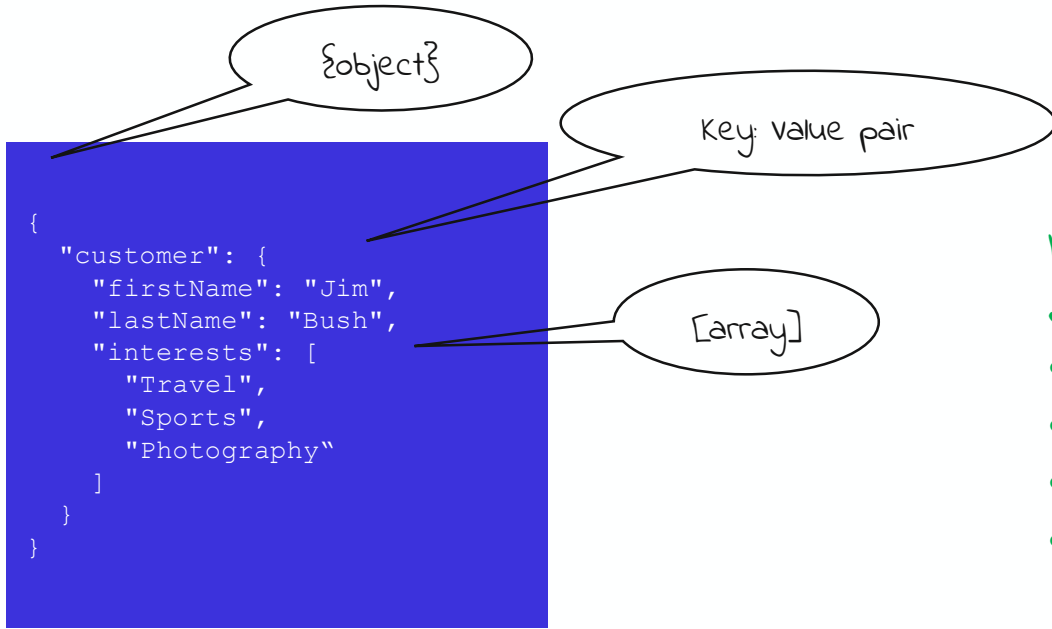 {object}
Key: Value pair
{
"customer": {
"firstName": "Jim",
"lastName": "Bush",
"interests": [
"Travel",
"Sports",
"Photography“
]
}
}
[array]